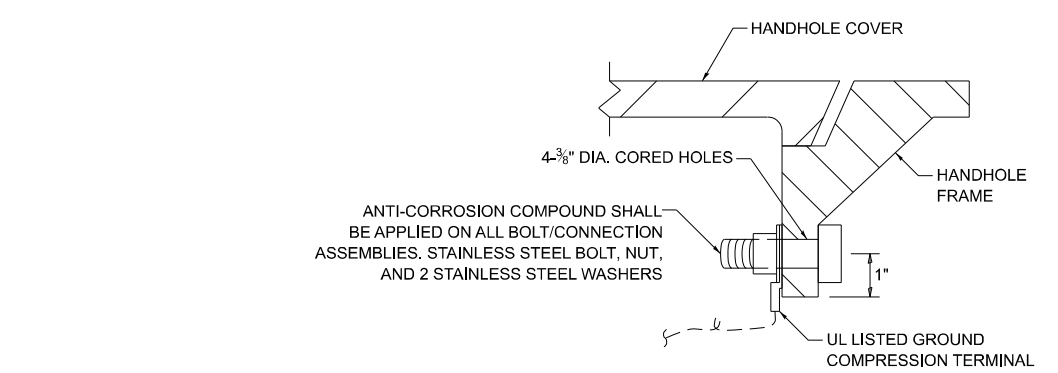 HANDHOLE COVER
4-⅜" DIA. CORED HOLES
HANDHOLE
FRAME
ANTI-CORROSION COMPOUND SHALL
BE APPLIED ON ALL BOLT/CONNECTION
ASSEMBLIES. STAINLESS STEEL BOLT, NUT,
AND 2 STAINLESS STEEL WASHERS
1"
UL LISTED GROUND
COMPRESSION TERMINAL